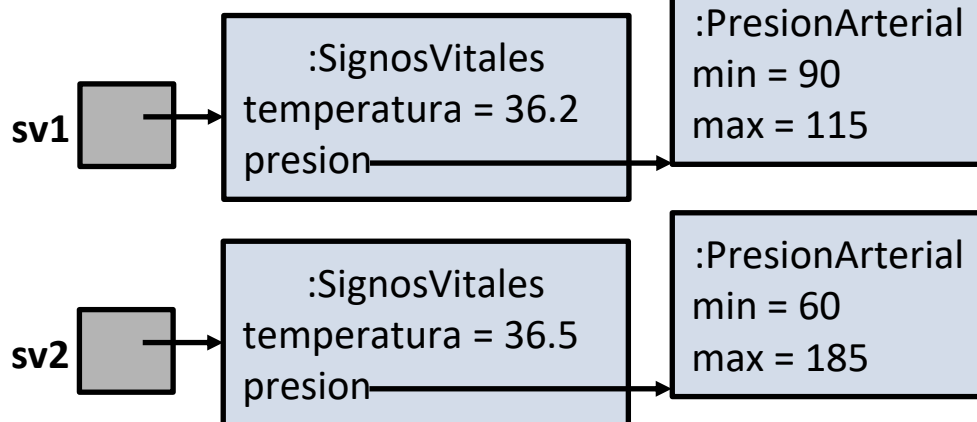 :PresionArterial
min = 90
max = 115
:SignosVitales
temperatura = 36.2
presion
sv1
:PresionArterial
min = 60
max = 185
:SignosVitales
temperatura = 36.5
presion
sv2